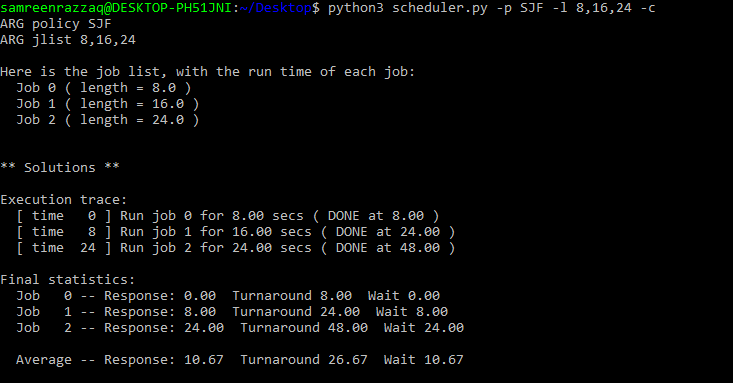 samreenrazzaq@DESKTOP-PH51JNI:~/Desktop$ python3 scheduler.py -p SJF -l 8,16,24 -c
ARG policy SJF
ARG jlist 8,16,24
Here is the job list, with the run time of each job:
  Job 0 ( length = 8.0 )
  Job 1 ( length = 16.0 )
  Job 2 ( length = 24.0 )
** Solutions **
Execution trace:
  [ time   0 ] Run job 0 for 8.00 secs ( DONE at 8.00 )
  [ time   8 ] Run job 1 for 16.00 secs ( DONE at 24.00 )
  [ time  24 ] Run job 2 for 24.00 secs ( DONE at 48.00 )
Final statistics:
  Job   0 -- Response: 0.00  Turnaround 8.00  Wait 0.00
  Job   1 -- Response: 8.00  Turnaround 24.00  Wait 8.00
  Job   2 -- Response: 24.00  Turnaround 48.00  Wait 24.00
  Average -- Response: 10.67  Turnaround 26.67  Wait 10.67